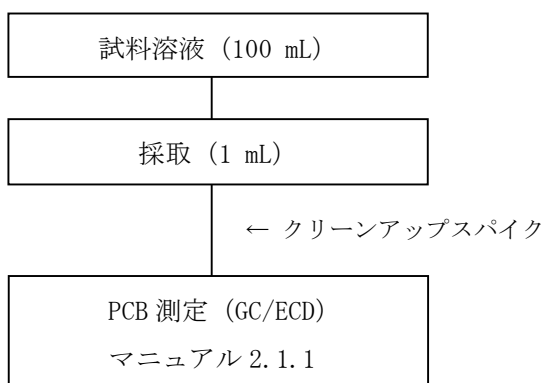 試料溶液 (100 mL)
採取 (1 mL)
← クリーンアップスパイク
PCB 測定 (GC/ECD)
マニュアル 2.1.1